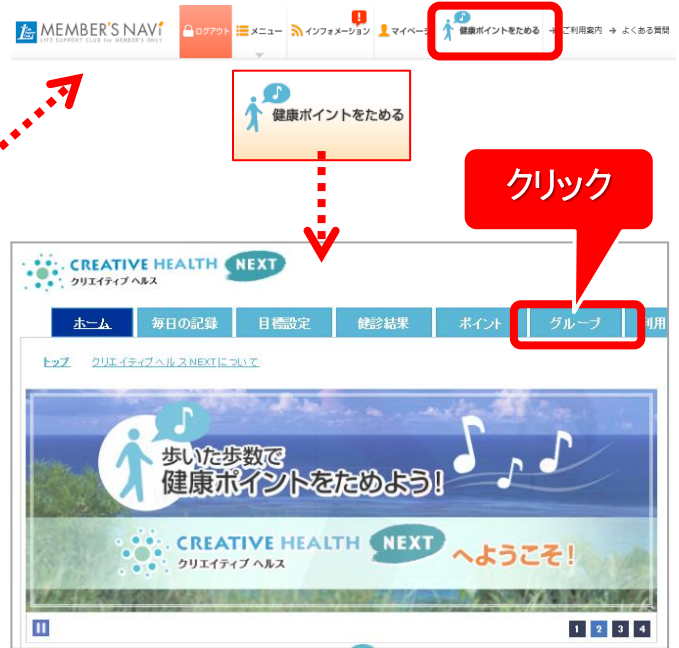 MEMBER'S NAVi
LIFE SUPPORT CLUB for MEMBER'S ONLY
ログアウト メニュー インフォメーション マイページ 健康ポイントをためる ご利用案内 よくある質問
健康ポイントをためる
クリック
CREATIVE HEALTH NEXT
クリエイティブ ヘルス
ホーム 毎日の記録 目標設定 健診結果 ポイント グループ 利用
トップ クリエイティブヘルスNEXTについて
歩いた歩数で
健康ポイントをためよう!
CREATIVE HEALTH NEXT へようこそ!
クリエイティブ ヘルス
1 2 3 4